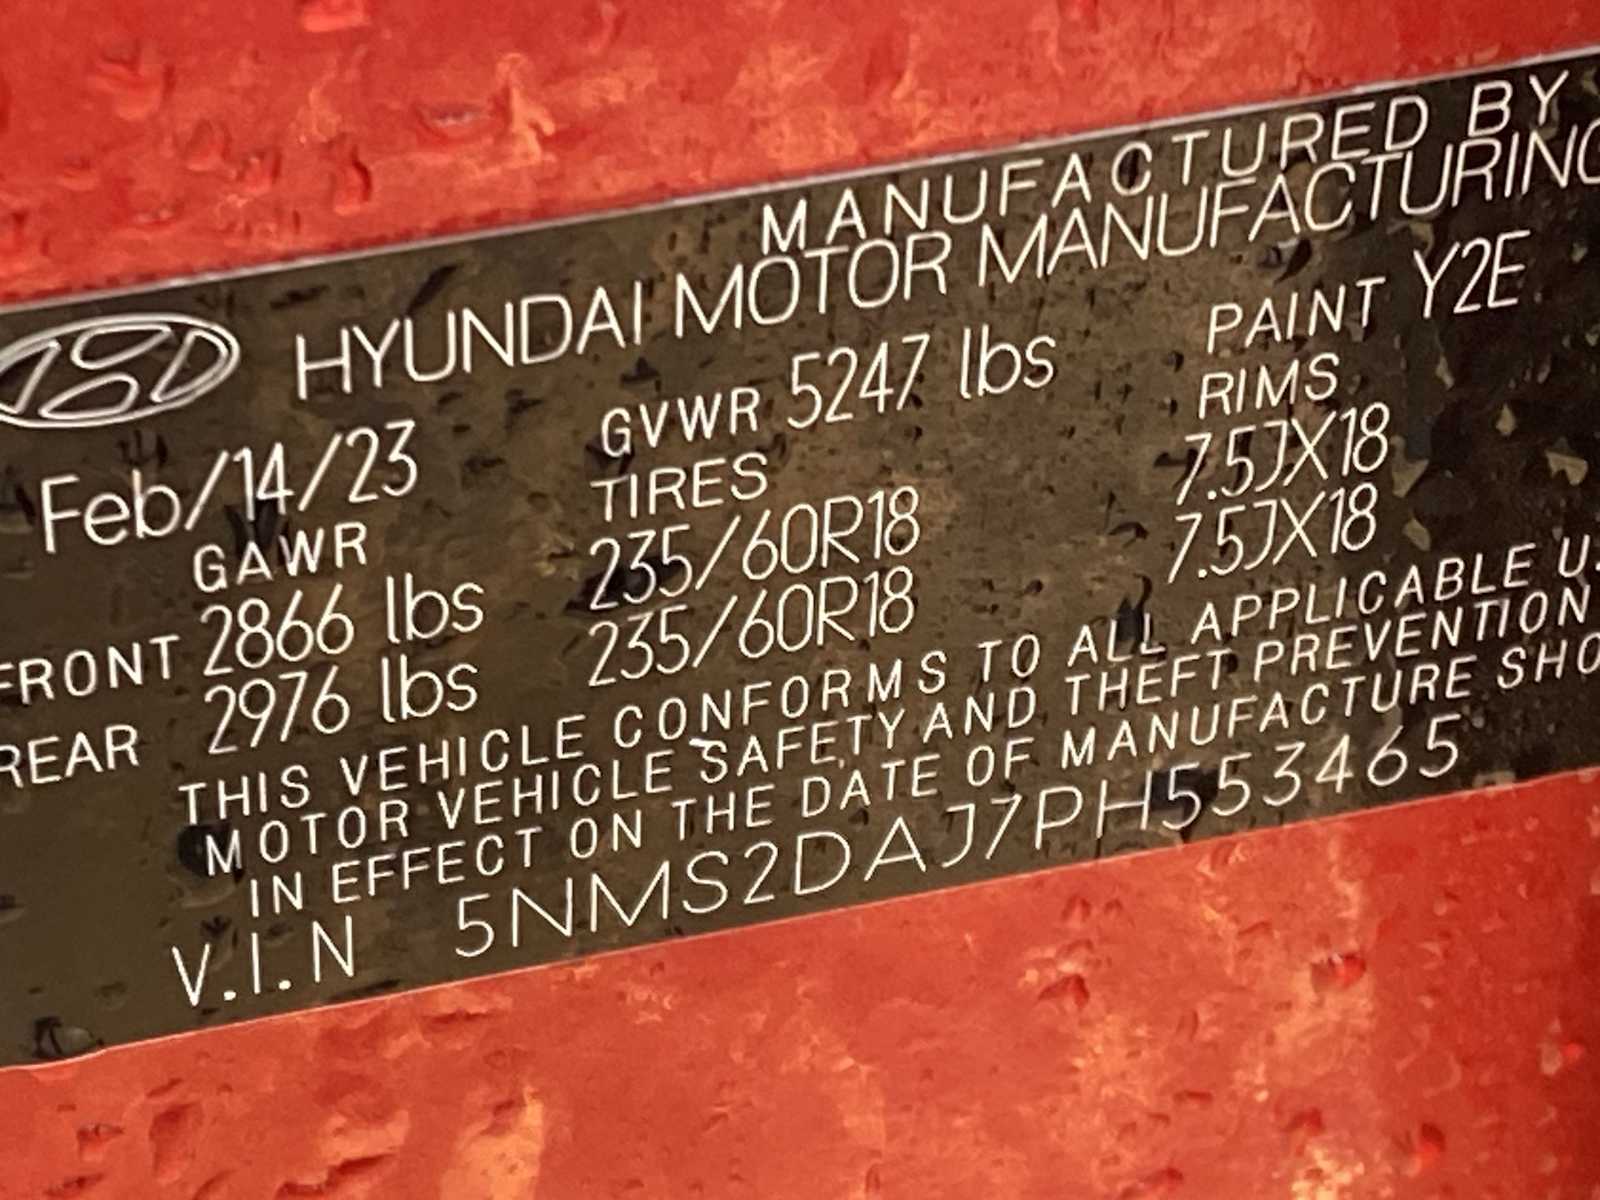 MANUFACTURED BY
HYUNDAI MOTOR MANUFACTURING
Feb/14/23 GVWR 5247 lbs PAINT Y2E
GAWR TIRES RIMS
FRONT 2866 lbs 235/60R18 7.5JX18
REAR 2976 lbs 235/60R18 7.5JX18
THIS VEHICLE CONFORMS TO ALL APPLICABLE U.
MOTOR VEHICLE SAFETY AND THEFT PREVENTION
IN EFFECT ON THE DATE OF MANUFACTURE SHO
V.I.N 5NMS2DAJ7PH553465